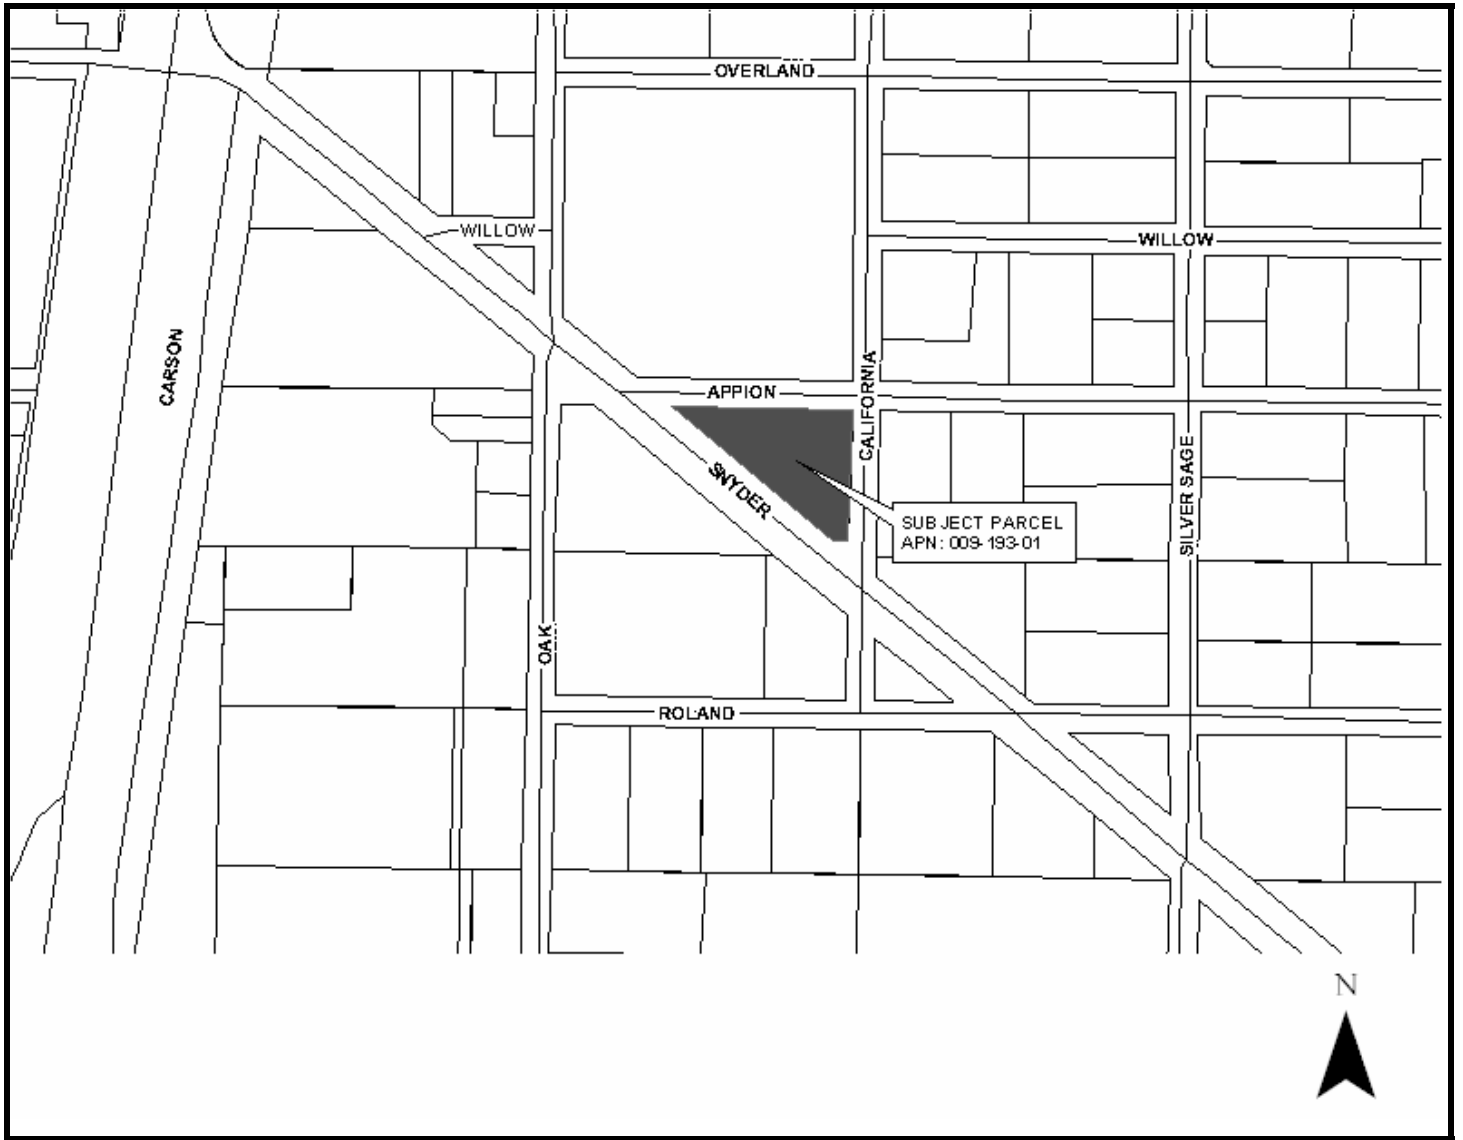 OVERLAND
WILLOW
WILLOW
CARSON
APPION
CALIFORNIA
SNYDER
SILVER SAGE
SUBJECT PARCEL
APN: 009-193-01
OAK
ROLAND
N